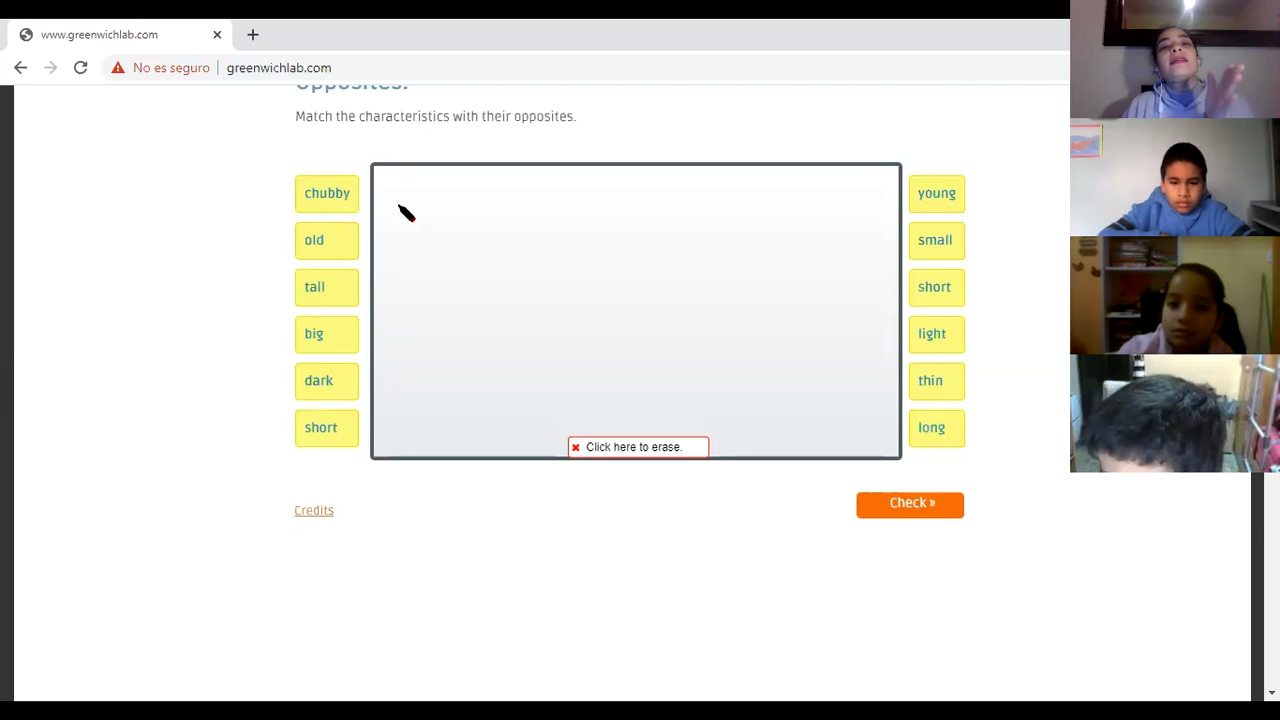 www.greenwichlab.com
No es seguro greenwichlab.com
Opposites!
Match the characteristics with their opposites.
chubby young
old small
tall short
big light
dark thin
short long
Click here to erase.
Credits Check »